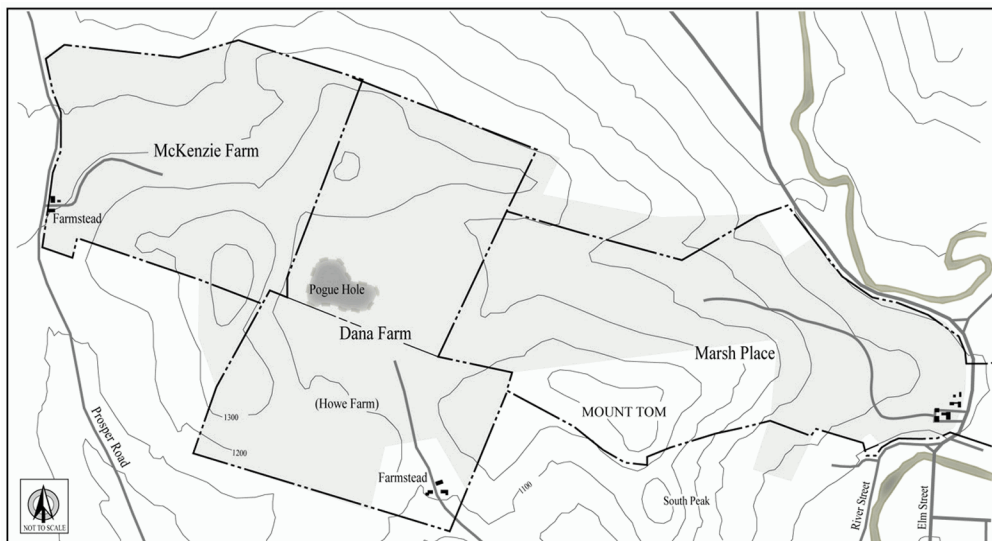 McKenzie Farm
Farmstead
Pogue Hole
Dana Farm
Marsh Place
(Howe Farm)
MOUNT TOM
1300
Prosper Road
1200
Farmstead
1100
South Peak
River Street
Elm Street
NOT TO SCALE